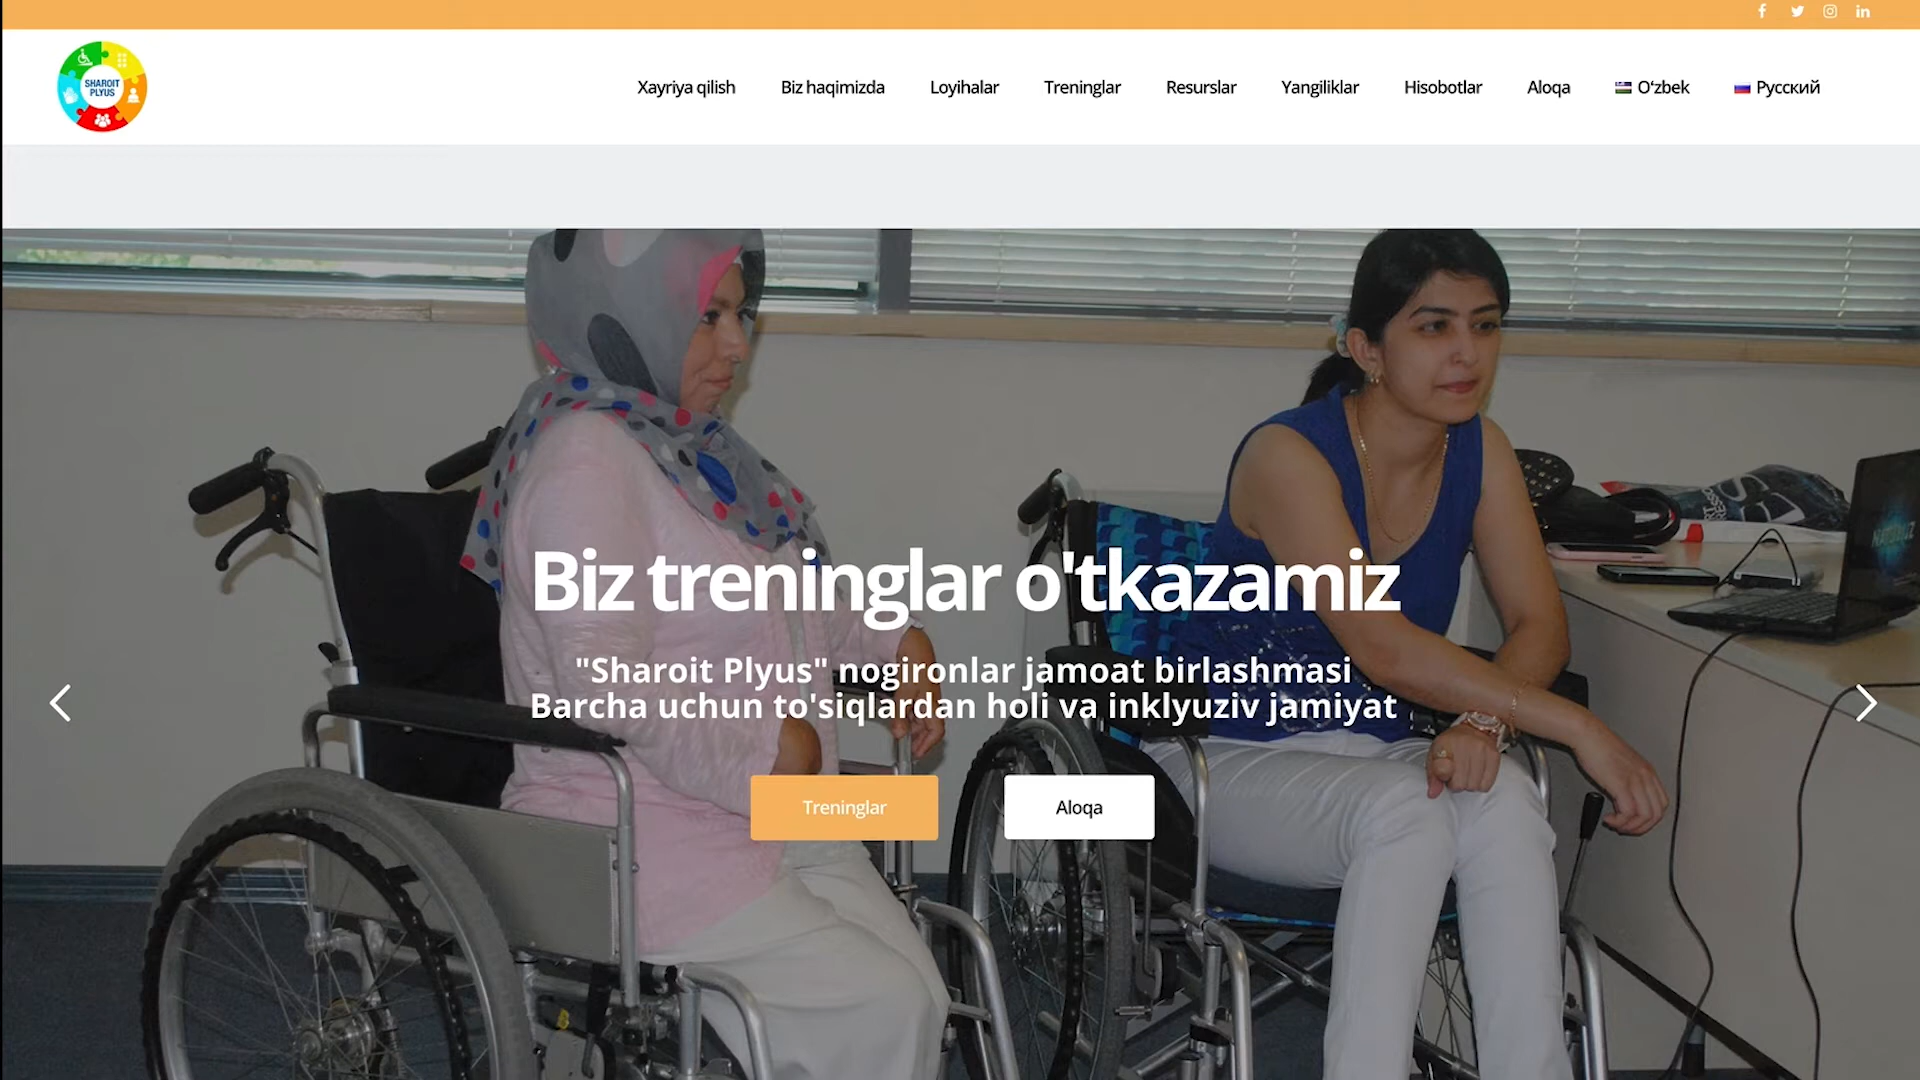 SHAROIT
PLYUS
Xayriya qilish
Biz haqimizda
Loyihalar
Treninglar
Resurslar
Yangiliklar
Hisobotlar
Aloqa
Oʻzbek
Русский
Biz treninglar o'tkazamiz
"Sharoit Plyus" nogironlar jamoat birlashmasi
Barcha uchun to'siqlardan holi va inklyuziv jamiyat
Treninglar
Aloqa